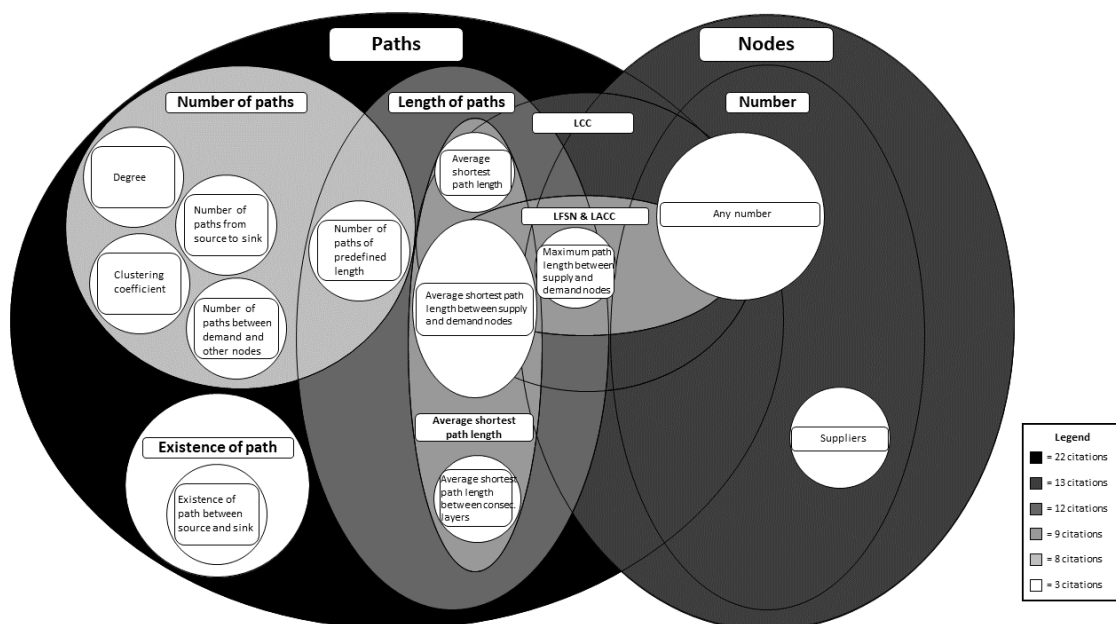 Paths
Nodes
Number of paths
Length of paths
Number
LCC
Degree
Average
shortest
path length
Number of
paths from
source to sink
LFSN & LACC
Any number
Number of
paths of
predefined
length
Clustering
coefficient
Maximum path
length between
supply and
demand nodes
Average shortest path
length between supply
and demand nodes
Number of
paths between
demand and
other nodes
Average shortest
path length
Suppliers
Existence of path
Existence of
path between
source and sink
Average shortest
path length
between consec.
layers
Legend
= 22 citations
= 13 citations
= 12 citations
= 9 citations
= 8 citations
= 3 citations